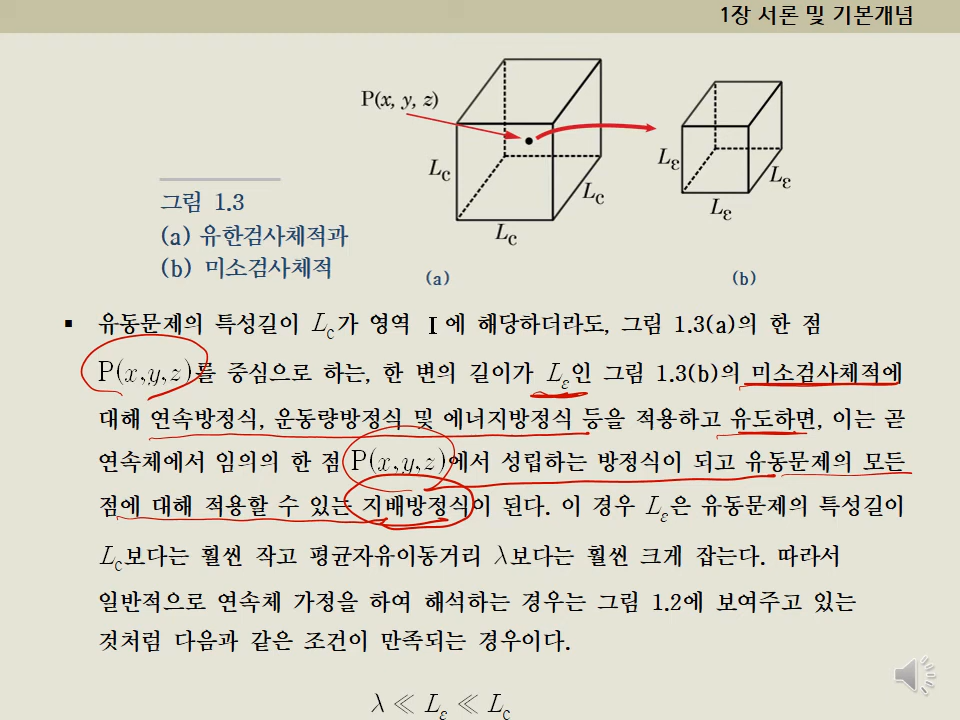 1장 서론 및 기본개념
P(x, y, z)
L_C
L_C
L_C
L_ε
L_ε
L_ε
그림 1.3
(a) 유한검사체적과
(b) 미소검사체적
(a)
(b)
▪ 유동문제의 특성길이 L_C가 영역 Ⅰ에 해당하더라도, 그림 1.3(a)의 한 점
P(x,y,z)를 중심으로 하는, 한 변의 길이가 L_ε인 그림 1.3(b)의 미소검사체적에
대해 연속방정식, 운동량방정식 및 에너지방정식 등을 적용하고 유도하면, 이는 곧
연속체에서 임의의 한 점 P(x,y,z)에서 성립하는 방정식이 되고 유동문제의 모든
점에 대해 적용할 수 있는 지배방정식이 된다. 이 경우 L_ε은 유동문제의 특성길이
L_C보다는 훨씬 작고 평균자유이동거리 λ보다는 훨씬 크게 잡는다. 따라서
일반적으로 연속체 가정을 하여 해석하는 경우는 그림 1.2에 보여주고 있는
것처럼 다음과 같은 조건이 만족되는 경우이다.
λ ≪ L_ε ≪ L_C